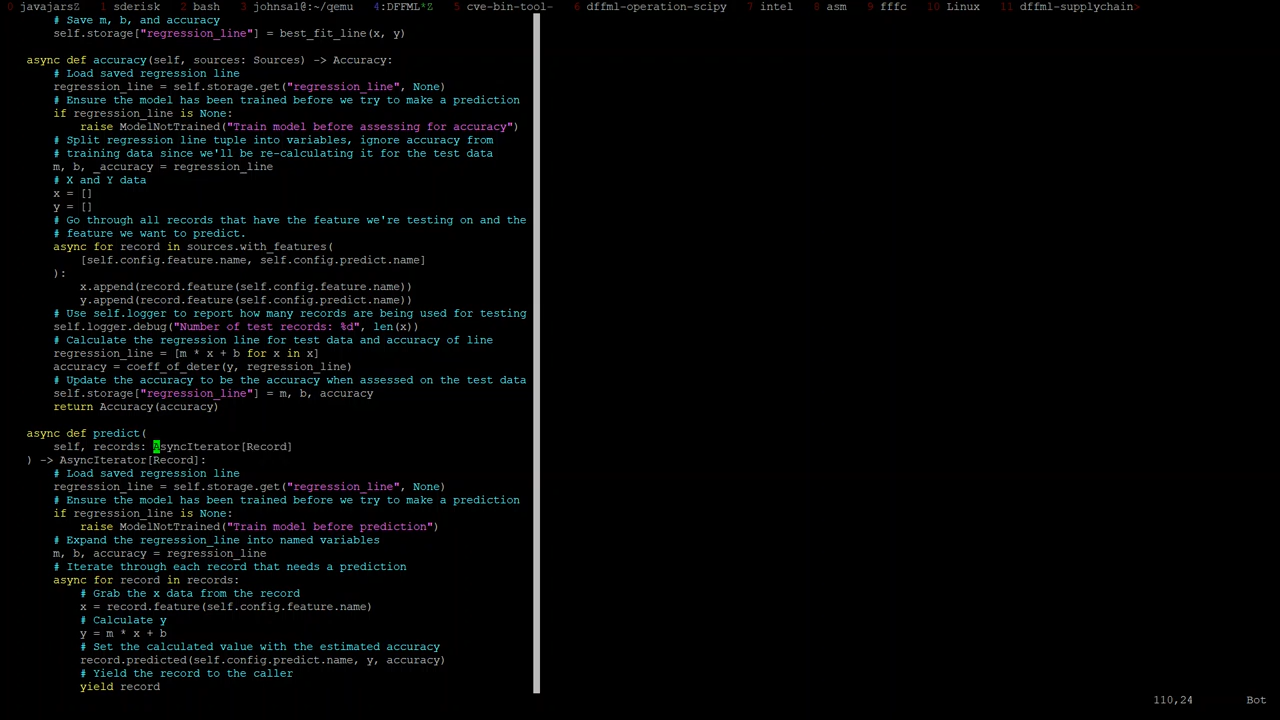 0 javajarsZ 1 sderisk 2 bash 3 johnsal@:~/qemu 4:DFFML*Z 5 cve-bin-tool- 6 dffml-operation-scipy 7 intel 8 asm 9 fffc 10 Linux 11 dffml-supplychain>
# Save m, b, and accuracy
self.storage["regression_line"] = best_fit_line(x, y)
async def accuracy(self, sources: Sources) -> Accuracy:
# Load saved regression line
regression_line = self.storage.get("regression_line", None)
# Ensure the model has been trained before we try to make a prediction
if regression_line is None:
raise ModelNotTrained("Train model before assessing for accuracy")
# Split regression line tuple into variables, ignore accuracy from
# training data since we'll be re-calculating it for the test data
m, b, _accuracy = regression_line
# X and Y data
x = []
y = []
# Go through all records that have the feature we're testing on and the
# feature we want to predict.
async for record in sources.with_features(
[self.config.feature.name, self.config.predict.name]
):
x.append(record.feature(self.config.feature.name))
y.append(record.feature(self.config.predict.name))
# Use self.logger to report how many records are being used for testing
self.logger.debug("Number of test records: %d", len(x))
# Calculate the regression line for test data and accuracy of line
regression_line = [m * x + b for x in x]
accuracy = coeff_of_deter(y, regression_line)
# Update the accuracy to be the accuracy when assessed on the test data
self.storage["regression_line"] = m, b, accuracy
return Accuracy(accuracy)
async def predict(
self, records: AsyncIterator[Record]
) -> AsyncIterator[Record]:
# Load saved regression line
regression_line = self.storage.get("regression_line", None)
# Ensure the model has been trained before we try to make a prediction
if regression_line is None:
raise ModelNotTrained("Train model before prediction")
# Expand the regression_line into named variables
m, b, accuracy = regression_line
# Iterate through each record that needs a prediction
async for record in records:
# Grab the x data from the record
x = record.feature(self.config.feature.name)
# Calculate y
y = m * x + b
# Set the calculated value with the estimated accuracy
record.predicted(self.config.predict.name, y, accuracy)
# Yield the record to the caller
yield record
110,24 Bot